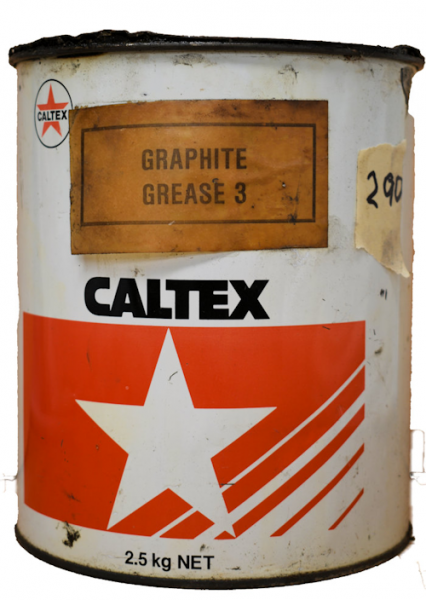 CALTEX
GRAPHITE
GREASE 3
290
CALTEX
2.5 kg NET